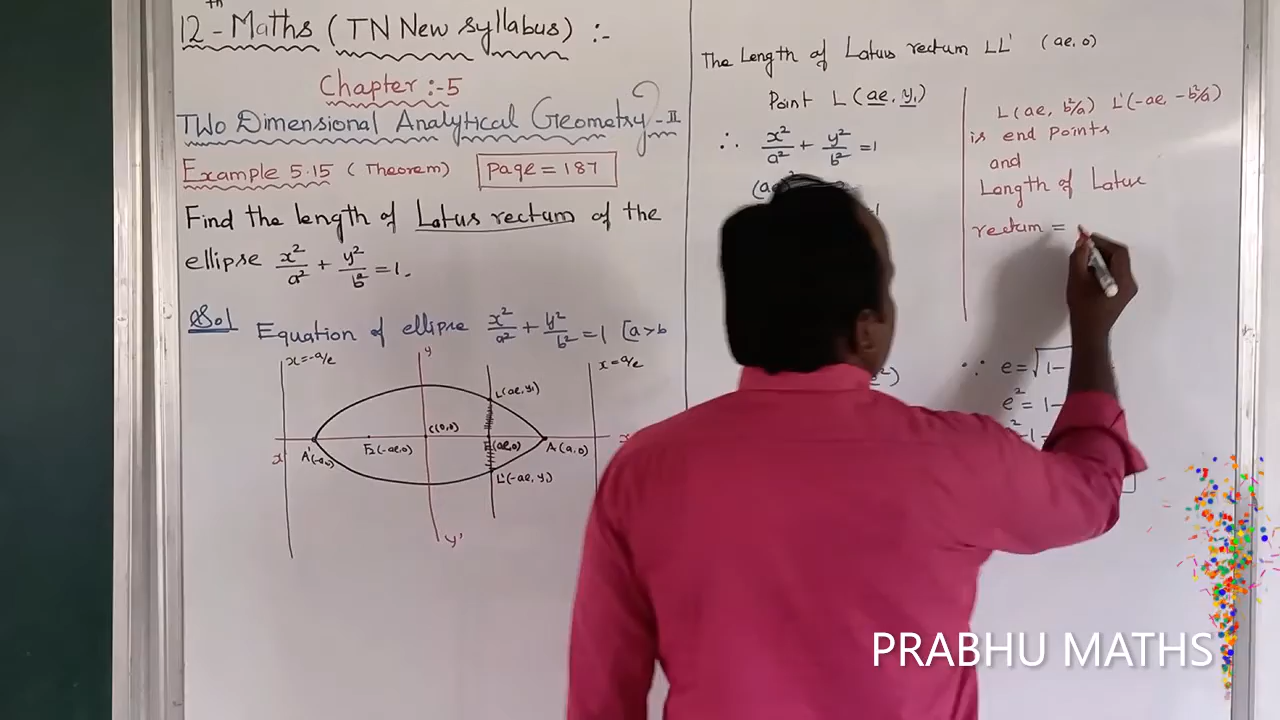 12th - Maths ( TN New syllabus) :-
Chapter :-5
TWO Dimensional Analytical Geometry - II
Example 5.15 ( Theorem) page = 187
Find the length of Latus rectum of the
ellipse x²/a² + y²/b² = 1.
Sol Equation of ellipse x²/a² + y²/b² = 1 [a>b
x=-a/e
y
x=a/e
L(ae, y₁)
C(0,0)
A'(-a,0)
F₂(-ae,0)
(ae,0)
A (a,0)
x
L'(-ae, y₁)
y'
The Length of Latus rectum LL' (ae, 0)
Point L (ae, y₁)
∴ x²/a² + y²/b² = 1
L(ae, b²/a) L'(-ae, -b²/a)
is end points
and
Length of Latus
rectum =
∵ e = √1-
e² = 1-
PRABHU MATHS